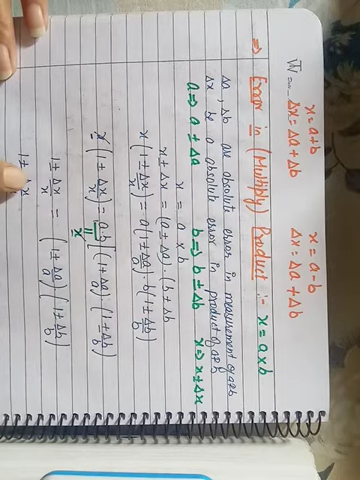 x = a+b    x = a-b
Δx = Δa + Δb    Δx = Δa + Δb
⇒ Error in (Multiply) Product :- x = a×b
Δa, Δb are absolute error in measurement of a & b
Δx be a absolute error in product of a & b
a ⇒ a ± Δa    b ⇒ b ± Δb    x ⇒ x ± Δx
x = a × b
x ± Δx = (a ± Δa) · (b ± Δb)
x(1 ± Δx/x) = a(1 ± Δa/a) · b(1 ± Δb/b)
x(1 ± Δx/x) = a·b[(1 ± Δa/a) · (1 ± Δb/b)
||
x
1 ± Δx/x = (1 ± Δa/a) · (1 ± Δb/b)
1 ± Δx